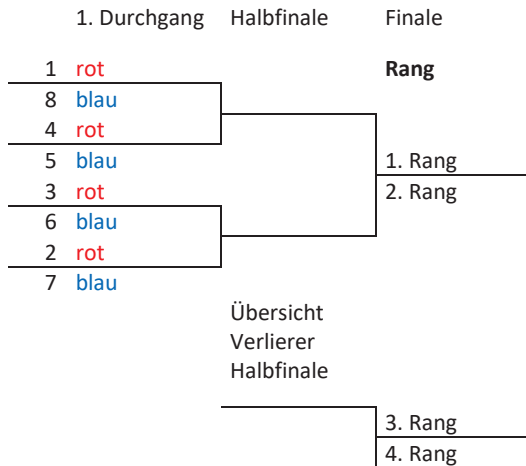 1. Durchgang Halbfinale Finale
1 rot Rang
8 blau
4 rot
5 blau 1. Rang
3 rot 2. Rang
6 blau
2 rot
7 blau
Übersicht
Verlierer
Halbfinale
3. Rang
4. Rang